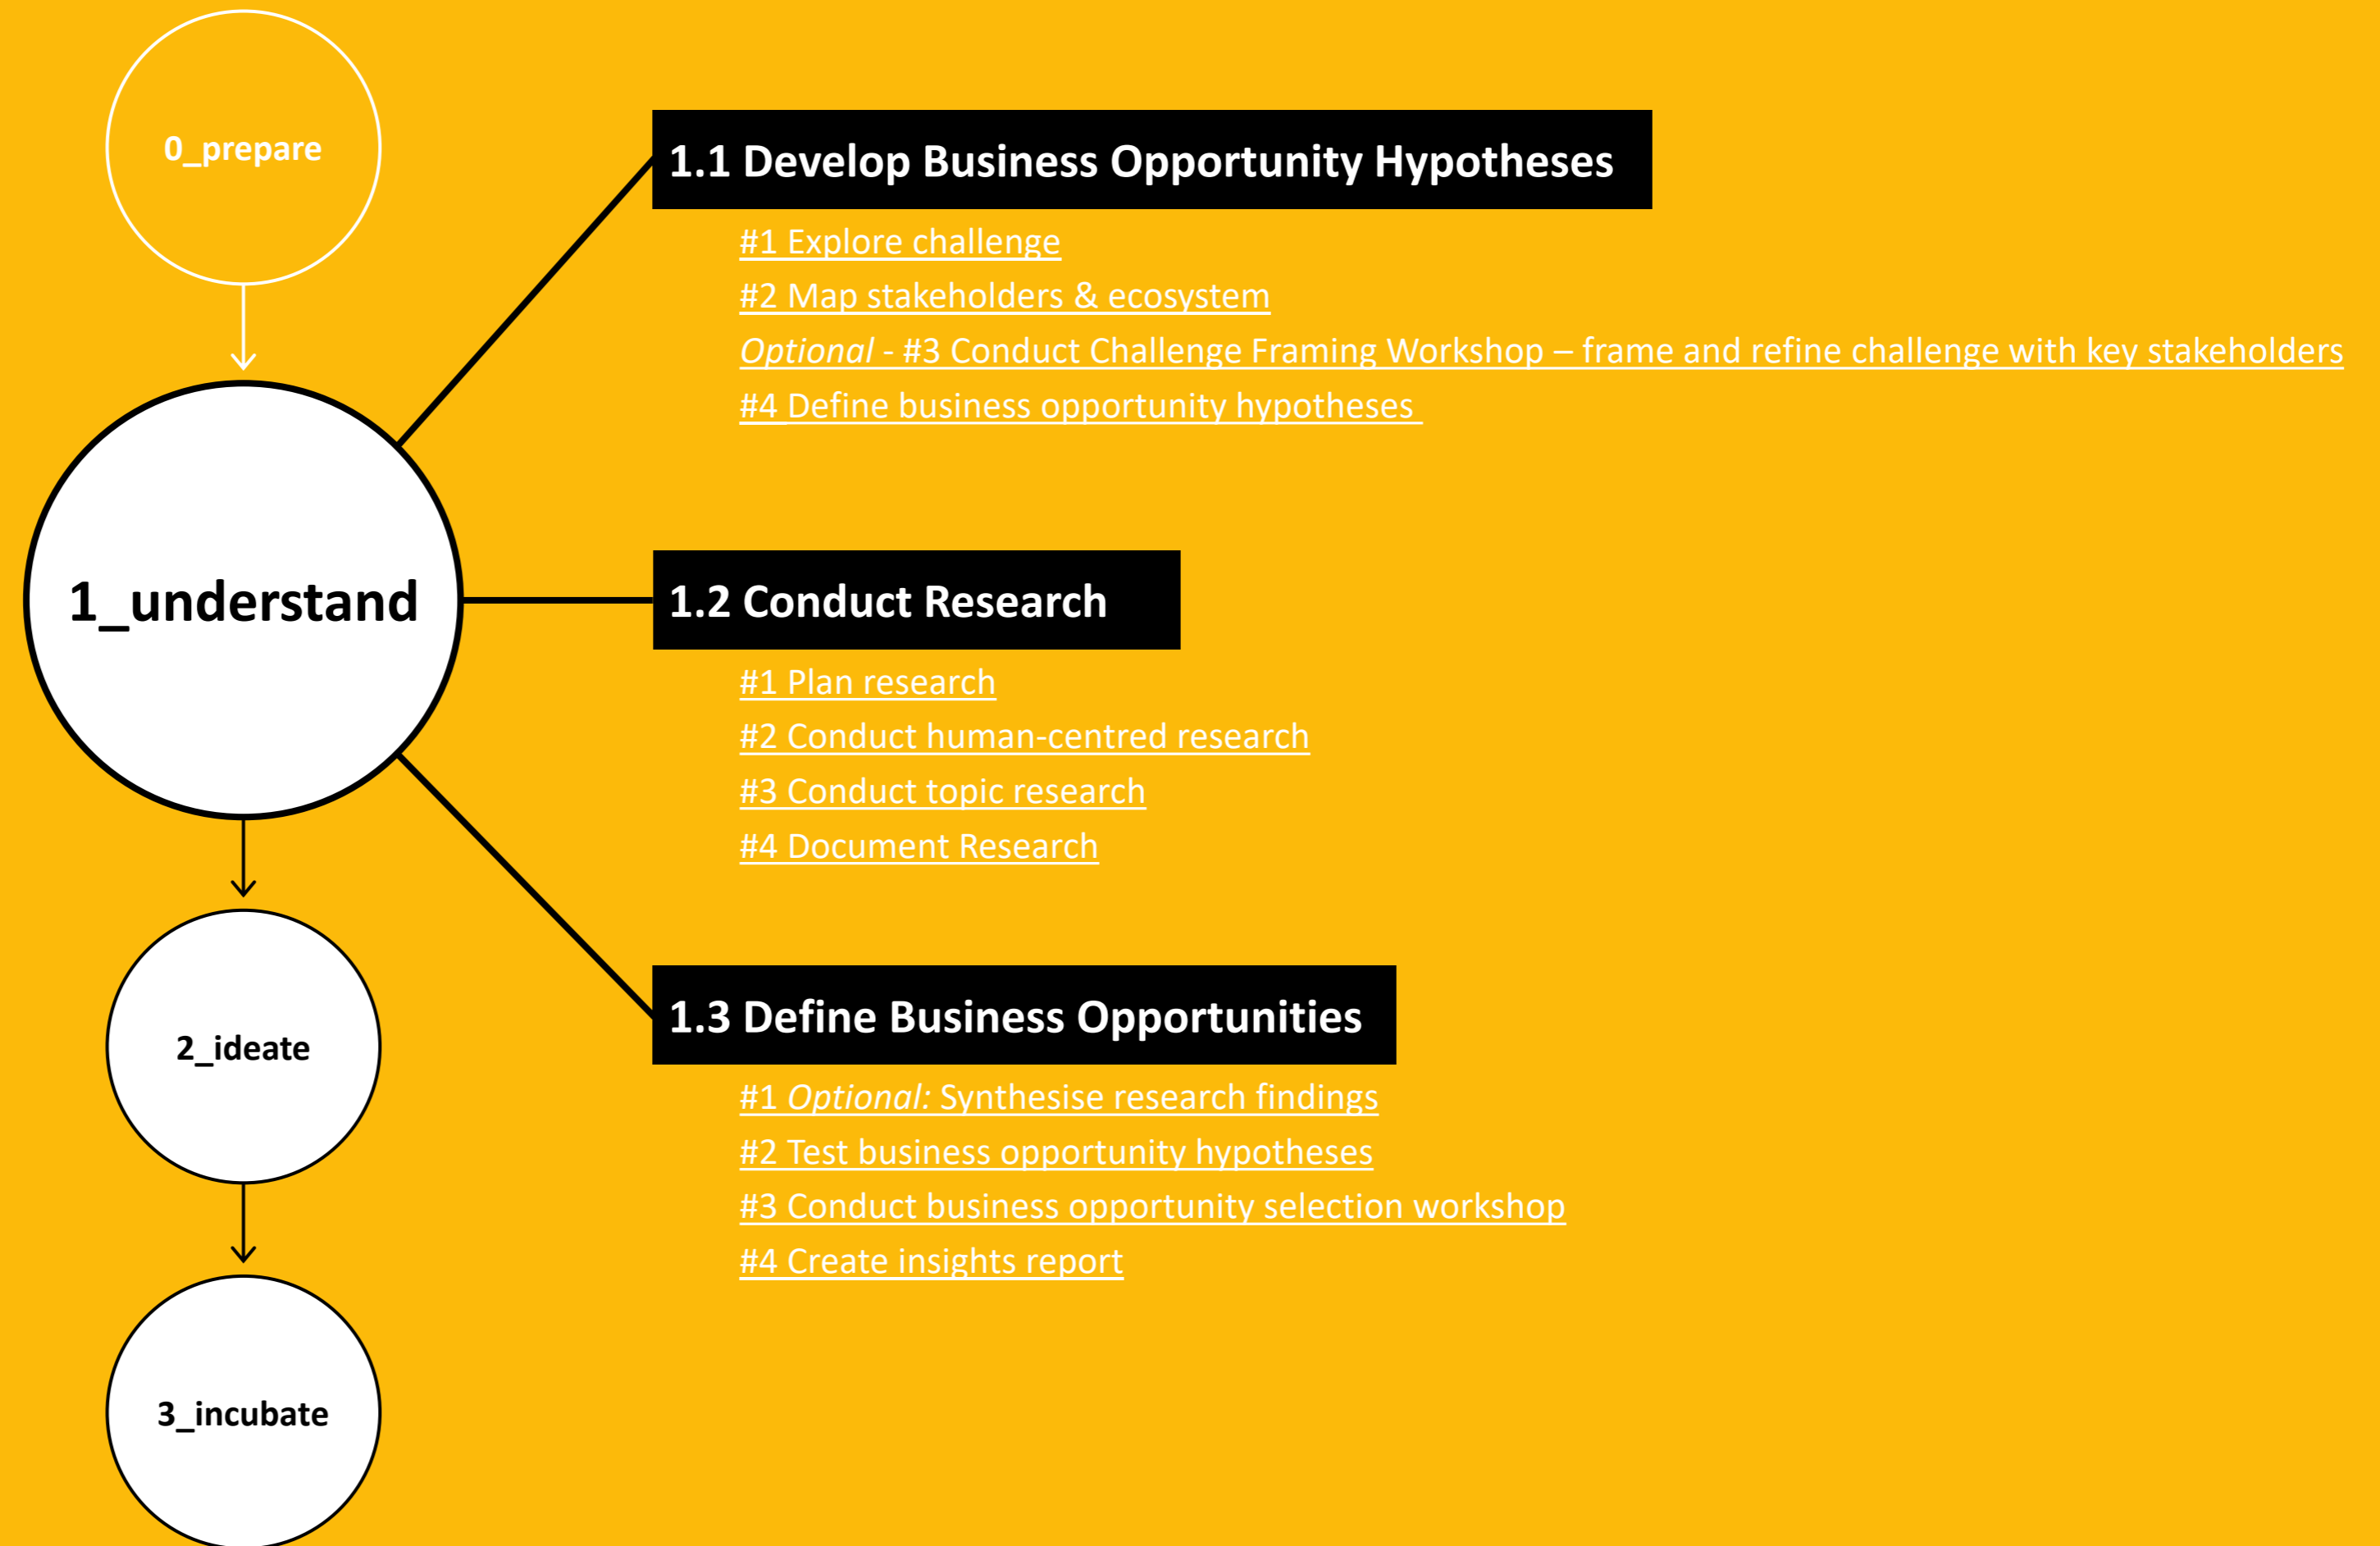 0_prepare
1.1 Develop Business Opportunity Hypotheses
#1 Explore challenge
#2 Map stakeholders & ecosystem
Optional - #3 Conduct Challenge Framing Workshop – frame and refine challenge with key stakeholders
#4 Define business opportunity hypotheses
1_understand
1.2 Conduct Research
#1 Plan research
#2 Conduct human-centred research
#3 Conduct topic research
#4 Document Research
1.3 Define Business Opportunities
#1 Optional: Synthesise research findings
#2 Test business opportunity hypotheses
#3 Conduct business opportunity selection workshop
#4 Create insights report
2_ideate
3_incubate